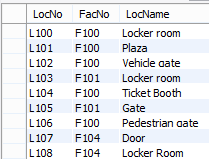 LocNo FacNo LocName
L100 F100 Locker room
L101 F100 Plaza
L102 F100 Vehicle gate
L103 F101 Locker room
L104 F100 Ticket Booth
L105 F101 Gate
L106 F100 Pedestrian gate
L107 F104 Door
L108 F104 Locker Room